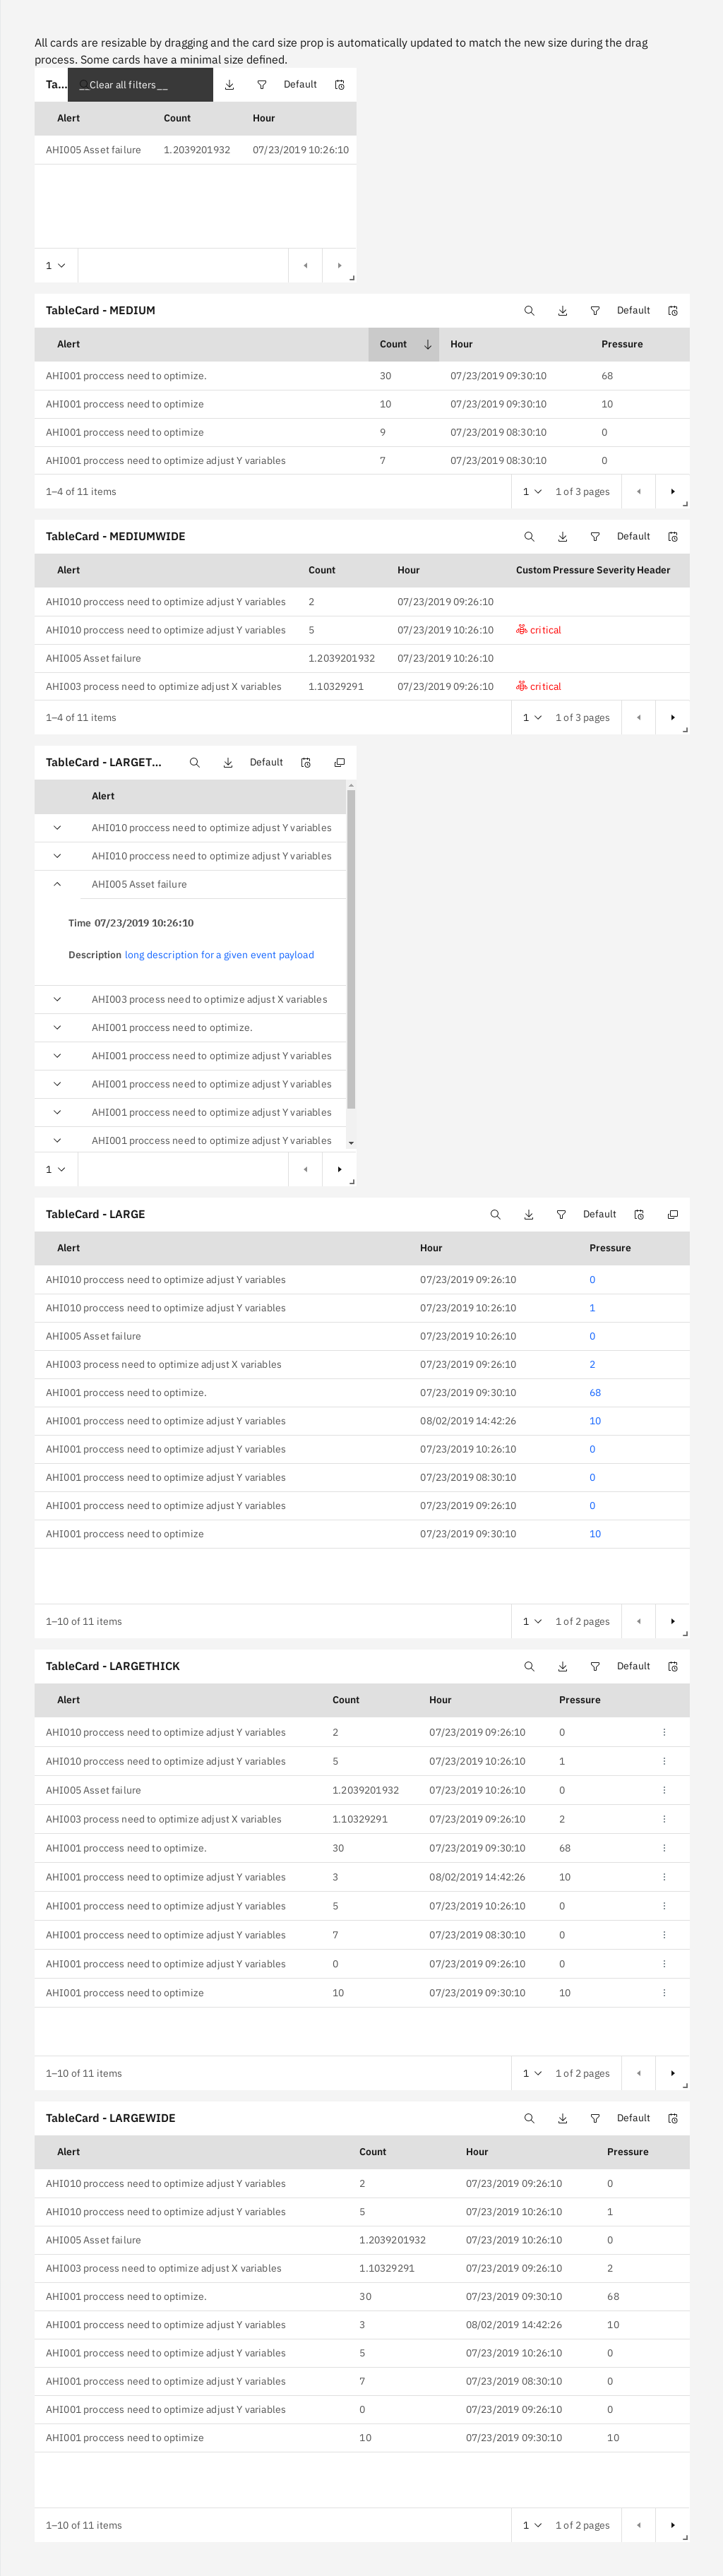 All cards are resizable by dragging and the card size prop is automatically updated to match the new size during the drag
process. Some cards have a minimal size defined.
Ta... __Clear all filters__ Default
Alert Count Hour
AHI005 Asset failure 1.2039201932 07/23/2019 10:26:10
1
TableCard - MEDIUM Default
Alert Count Hour Pressure
AHI001 proccess need to optimize. 30 07/23/2019 09:30:10 68
AHI001 proccess need to optimize 10 07/23/2019 09:30:10 10
AHI001 proccess need to optimize 9 07/23/2019 08:30:10 0
AHI001 proccess need to optimize adjust Y variables 7 07/23/2019 08:30:10 0
1–4 of 11 items 1 1 of 3 pages
TableCard - MEDIUMWIDE Default
Alert Count Hour Custom Pressure Severity Header
AHI010 proccess need to optimize adjust Y variables 2 07/23/2019 09:26:10
AHI010 proccess need to optimize adjust Y variables 5 07/23/2019 10:26:10 critical
AHI005 Asset failure 1.2039201932 07/23/2019 10:26:10
AHI003 process need to optimize adjust X variables 1.10329291 07/23/2019 09:26:10 critical
1–4 of 11 items 1 1 of 3 pages
TableCard - LARGET... Default
Alert
AHI010 proccess need to optimize adjust Y variables
AHI010 proccess need to optimize adjust Y variables
AHI005 Asset failure
Time 07/23/2019 10:26:10
Description long description for a given event payload
AHI003 process need to optimize adjust X variables
AHI001 proccess need to optimize.
AHI001 proccess need to optimize adjust Y variables
AHI001 proccess need to optimize adjust Y variables
AHI001 proccess need to optimize adjust Y variables
AHI001 proccess need to optimize adjust Y variables
1
TableCard - LARGE Default
Alert Hour Pressure
AHI010 proccess need to optimize adjust Y variables 07/23/2019 09:26:10 0
AHI010 proccess need to optimize adjust Y variables 07/23/2019 10:26:10 1
AHI005 Asset failure 07/23/2019 10:26:10 0
AHI003 process need to optimize adjust X variables 07/23/2019 09:26:10 2
AHI001 proccess need to optimize. 07/23/2019 09:30:10 68
AHI001 proccess need to optimize adjust Y variables 08/02/2019 14:42:26 10
AHI001 proccess need to optimize adjust Y variables 07/23/2019 10:26:10 0
AHI001 proccess need to optimize adjust Y variables 07/23/2019 08:30:10 0
AHI001 proccess need to optimize adjust Y variables 07/23/2019 09:26:10 0
AHI001 proccess need to optimize 07/23/2019 09:30:10 10
1–10 of 11 items 1 1 of 2 pages
TableCard - LARGETHICK Default
Alert Count Hour Pressure
AHI010 proccess need to optimize adjust Y variables 2 07/23/2019 09:26:10 0
AHI010 proccess need to optimize adjust Y variables 5 07/23/2019 10:26:10 1
AHI005 Asset failure 1.2039201932 07/23/2019 10:26:10 0
AHI003 process need to optimize adjust X variables 1.10329291 07/23/2019 09:26:10 2
AHI001 proccess need to optimize. 30 07/23/2019 09:30:10 68
AHI001 proccess need to optimize adjust Y variables 3 08/02/2019 14:42:26 10
AHI001 proccess need to optimize adjust Y variables 5 07/23/2019 10:26:10 0
AHI001 proccess need to optimize adjust Y variables 7 07/23/2019 08:30:10 0
AHI001 proccess need to optimize adjust Y variables 0 07/23/2019 09:26:10 0
AHI001 proccess need to optimize 10 07/23/2019 09:30:10 10
1–10 of 11 items 1 1 of 2 pages
TableCard - LARGEWIDE Default
Alert Count Hour Pressure
AHI010 proccess need to optimize adjust Y variables 2 07/23/2019 09:26:10 0
AHI010 proccess need to optimize adjust Y variables 5 07/23/2019 10:26:10 1
AHI005 Asset failure 1.2039201932 07/23/2019 10:26:10 0
AHI003 process need to optimize adjust X variables 1.10329291 07/23/2019 09:26:10 2
AHI001 proccess need to optimize. 30 07/23/2019 09:30:10 68
AHI001 proccess need to optimize adjust Y variables 3 08/02/2019 14:42:26 10
AHI001 proccess need to optimize adjust Y variables 5 07/23/2019 10:26:10 0
AHI001 proccess need to optimize adjust Y variables 7 07/23/2019 08:30:10 0
AHI001 proccess need to optimize adjust Y variables 0 07/23/2019 09:26:10 0
AHI001 proccess need to optimize 10 07/23/2019 09:30:10 10
1–10 of 11 items 1 1 of 2 pages